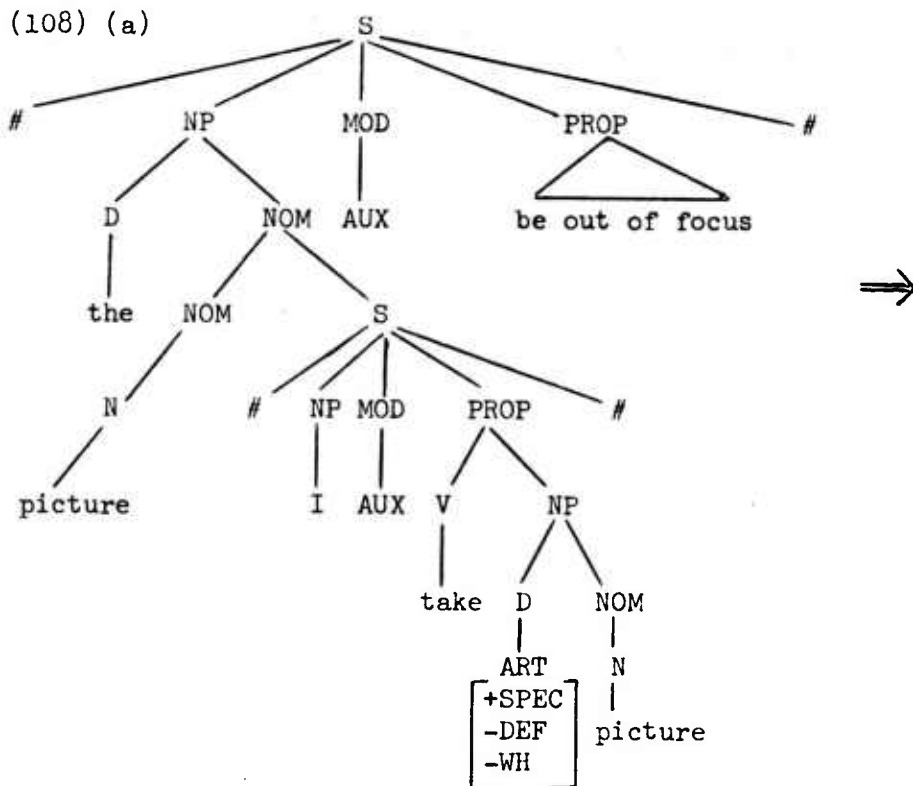 (108) (a)
S
# NP MOD PROP #
D NOM AUX be out of focus
the NOM S ⇒
N # NP MOD PROP #
picture I AUX V NP
take D NOM
ART N
+SPEC
-DEF picture
-WH